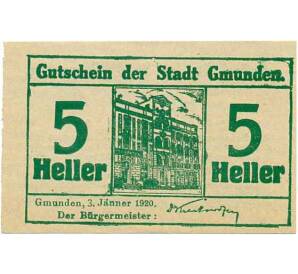 Gutschein der Stadt Gmunden.
5 5
Heller Heller
Gmunden, 3. Jänner 1920.
Der Bürgermeister: